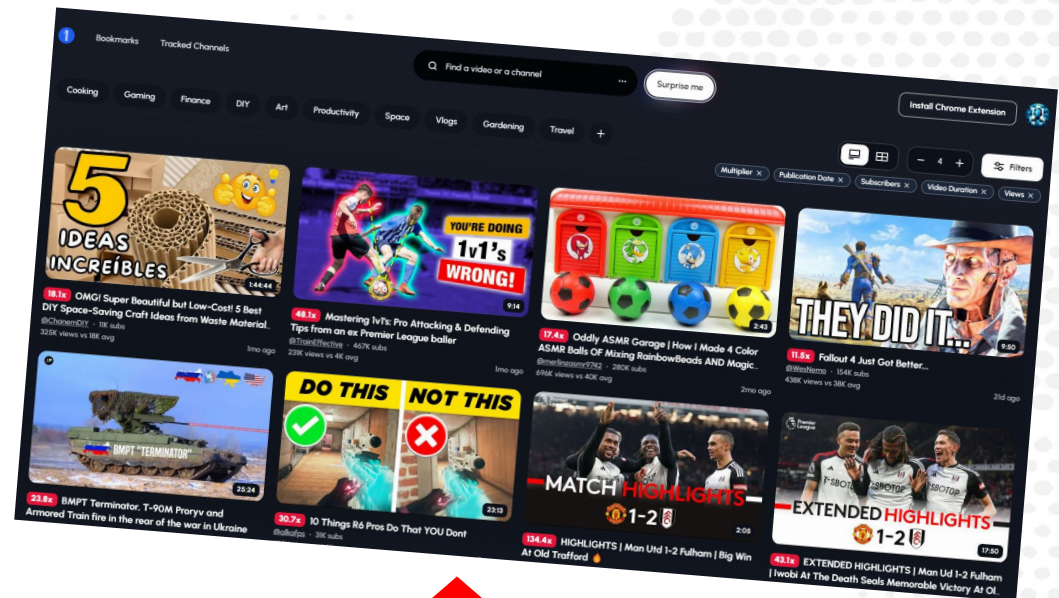 1
Bookmarks
Tracked Channels
Find a video or a channel
...
Surprise me
Install Chrome Extension
Cooking
Gaming
Finance
DIY
Art
Productivity
Space
Vlogs
Gardening
Travel
+
- 4 +
Filters
Multiplier ×
Publication Date ×
Subscribers ×
Video Duration ×
Views ×
5
IDEAS
INCREÍBLES
1:44:44
18.1x OMG! Super Beautiful but Low-Cost! 5 Best
DIY Space-Saving Craft Ideas from Waste Material...
@ChanemDIY · 11K subs
325K views vs 18K avg
1mo ago
YOU'RE DOING
1v1's
WRONG!
9:14
48.1x Mastering 1v1's: Pro Attacking & Defending
Tips from an ex Premier League baller
@TrainEffective · 467K subs
231K views vs 4K avg
1mo ago
2:43
17.4x Oddly ASMR Garage | How I Made 4 Color
ASMR Balls OF Mixing RainbowBeads AND Magic...
@merlinzasmr9742 · 280K subs
696K views vs 40K avg
2mo ago
THEY DID IT...
9:50
11.5x Fallout 4 Just Got Better...
@WesNemo · 154K subs
438K views vs 38K avg
21d ago
BMPT "TERMINATOR"
25:24
23.8x BMPT Terminator. T-90M Proryv and
Armored Train fire in the rear of the war in Ukraine
DO THIS
NOT THIS
23:13
30.7x 10 Things R6 Pros Do That YOU Dont
@alkafps · 31K subs
MATCH HIGHLIGHTS
1-2
2:05
134.4x HIGHLIGHTS | Man Utd 1-2 Fulham | Big Win
At Old Trafford 🔥
Premier
League
SBOTOP
EXTENDED HIGHLIGHTS
1-2
17:50
43.1x EXTENDED HIGHLIGHTS | Man Ud 1-2 Fulham
| Iwobi At The Death Seals Memorable Victory At Ol...